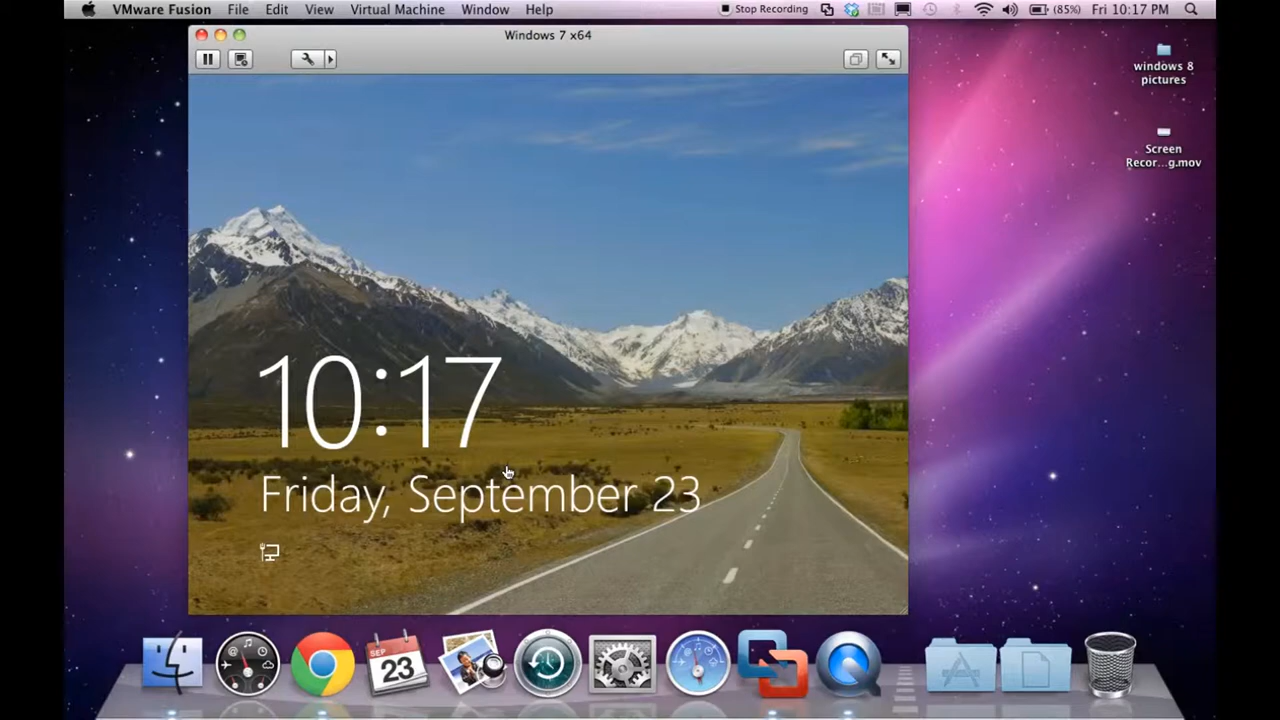 VMware Fusion File Edit View Virtual Machine Window Help Stop Recording (85%) Fri 10:17 PM
Windows 7 x64
windows 8
pictures
Screen
Recor...g.mov
10:17
Friday, September 23
SEP
23